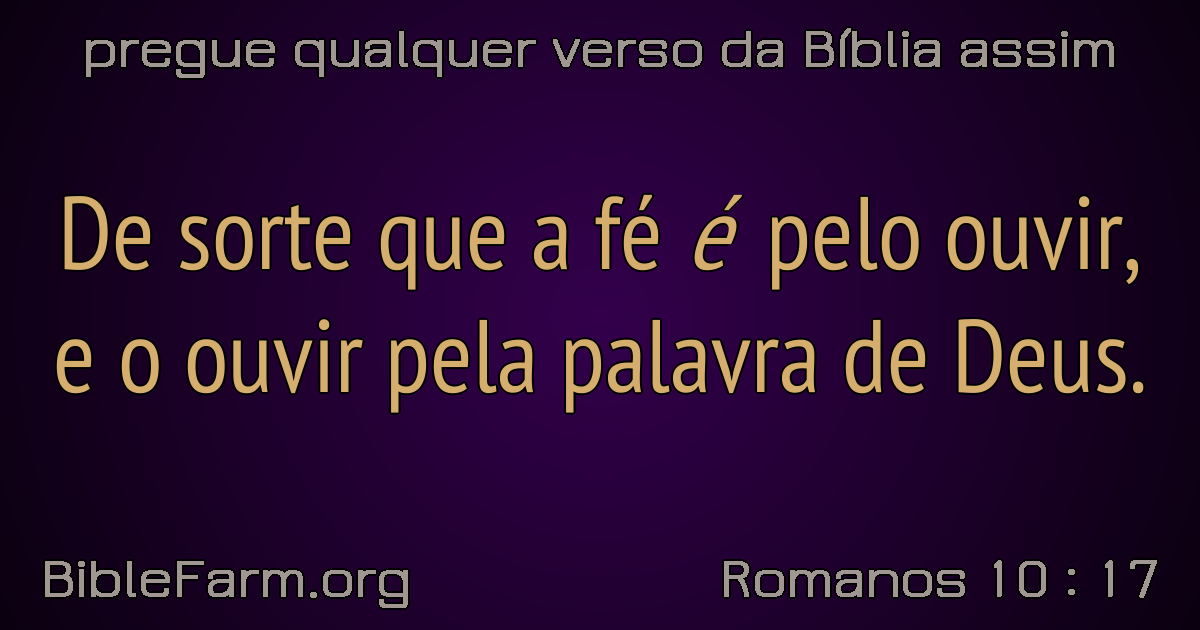 pregue qualquer verso da Bíblia assim
De sorte que a fé é pelo ouvir,
e o ouvir pela palavra de Deus.
BibleFarm.org
Romanos 10 : 17